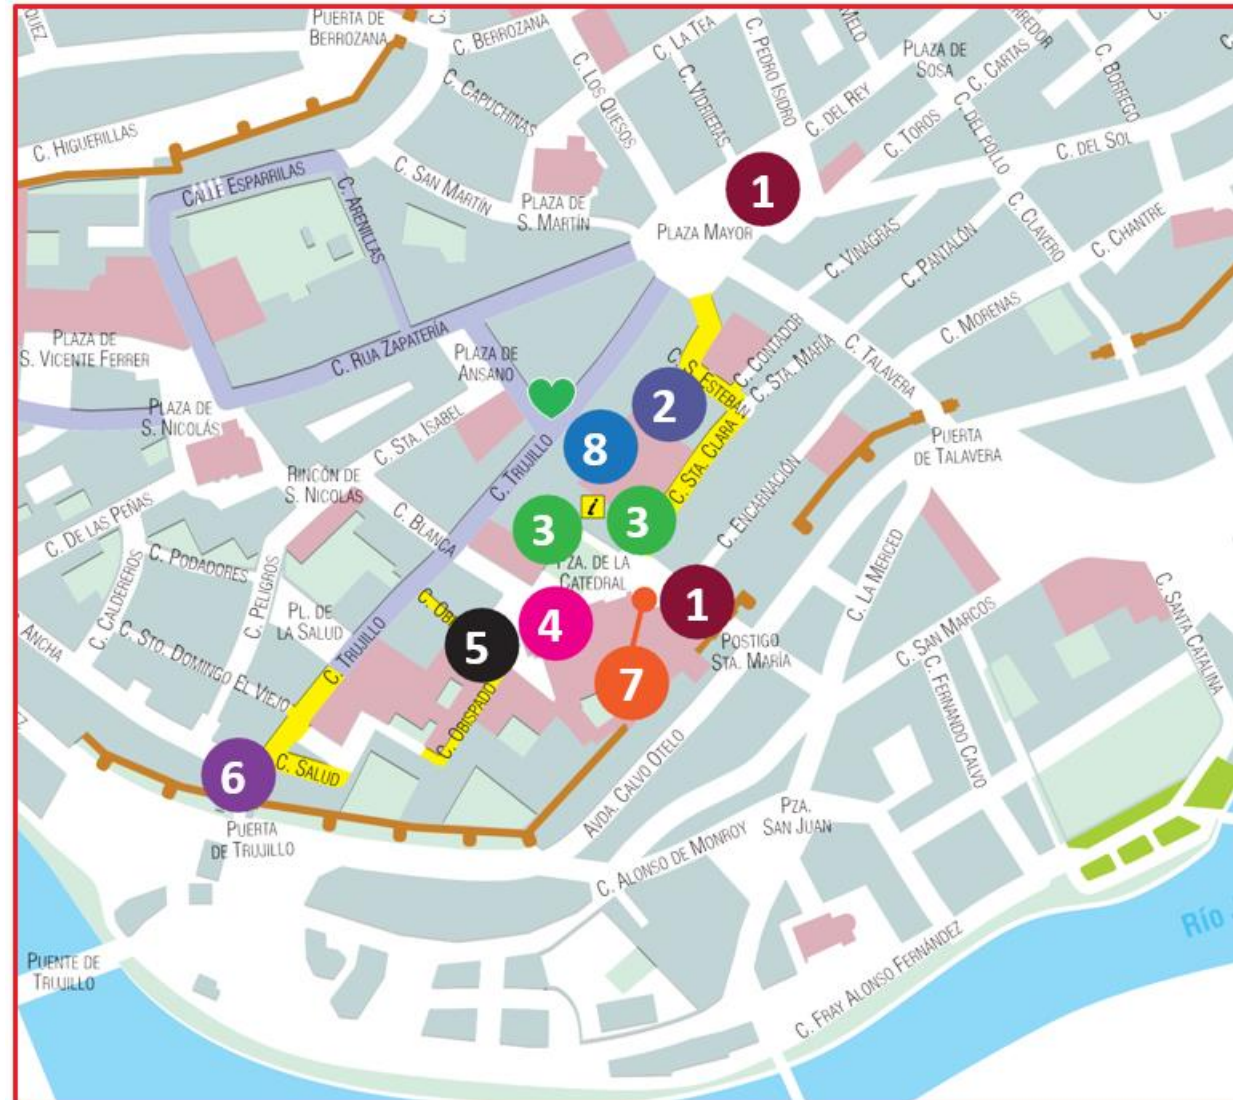 PUERTA DE
BERROZANA
C. BERROZANA
C. LA TEA
C. PEDRO ISIDRO
PLAZA DE
SOSA
C. CARTAS
C. BORREGO
C. VIDRIERAS
C. LOS QUESOS
C. CAPUCHINAS
C. DEL REY
C. TOROS
C. DEL POLLO
C. DEL SOL
C. HIGUERILLAS
CALLE ESPARRILAS
C. ARENILLAS
C. SAN MARTÍN
PLAZA DE
S. MARTÍN
1
PLAZA MAYOR
C. VINAGRAS
C. PANTALÓN
C. CLAVERO
C. CHANTRE
C. MORENAS
PLAZA DE
S. VICENTE FERRER
C. RUA ZAPATERÍA
PLAZA DE
ANSANO
C. S. ESTEBAN
C. CONTADOR
C. STA. MARÍA
C. TALAVERA
2
PLAZA DE
S. NICOLÁS
C. STA. ISABEL
8
C. STA. CLARA
PUERTA
DE TALAVERA
RINCÓN DE
S. NICOLÁS
C. TRUJILLO
C. ENCARNACIÓN
i
3
3
C. DE LAS PEÑAS
C. BLANCA
C. PODADORES
C. PELIGROS
C. CALDEREROS
PZA. DE LA
CATEDRAL
C. LA MERCED
PL. DE
LA SALUD
4
1
5
C. SANTA CATALINA
C. SAN MARCOS
ANCHA
C. STO. DOMINGO EL VIEJO
C. TRUJILLO
POSTIGO
STA. MARÍA
C. FERNANDO CALVO
7
C. OBISPADO
6
C. SALUD
AVDA. CALVO OTELO
PUERTA
DE TRUJILLO
PZA.
SAN JUAN
C. ALONSO DE MONROY
RÍO
PUENTE DE
TRUJILLO
C. FRAY ALONSO FERNÁNDEZ